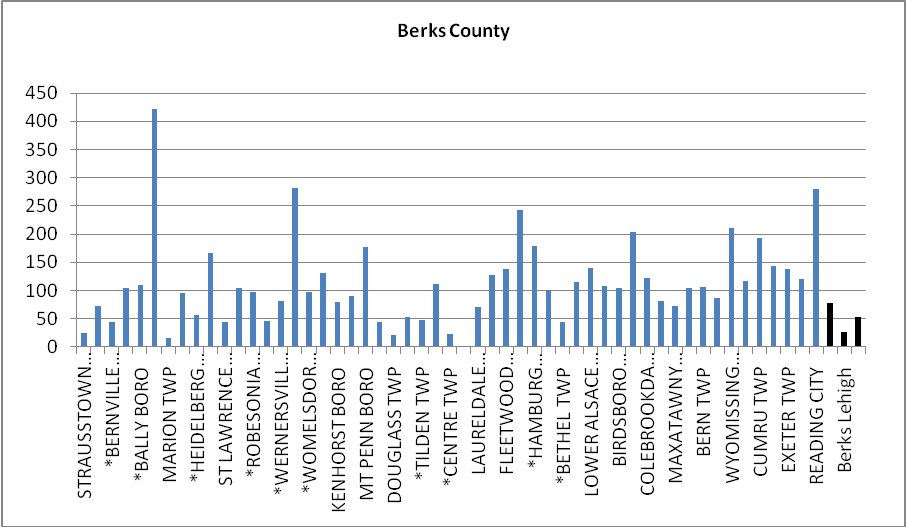 Berks County
450
400
350
300
250
200
150
100
50
0
STRAUSSTOWN...
*BERNVILLE...
*BALLY BORO
MARION TWP
*HEIDELBERG...
ST LAWRENCE...
*ROBESONIA...
*WERNERSVILL...
*WOMELSDOR...
KENHORST BORO
MT PENN BORO
DOUGLASS TWP
*TILDEN TWP
*CENTRE TWP
LAURELDALE...
FLEETWOOD...
*HAMBURG...
*BETHEL TWP
LOWER ALSACE...
BIRDSBORO...
COLEBROOKDA...
MAXATAWNY...
BERN TWP
WYOMISSING...
CUMRU TWP
EXETER TWP
READING CITY
Berks Lehigh